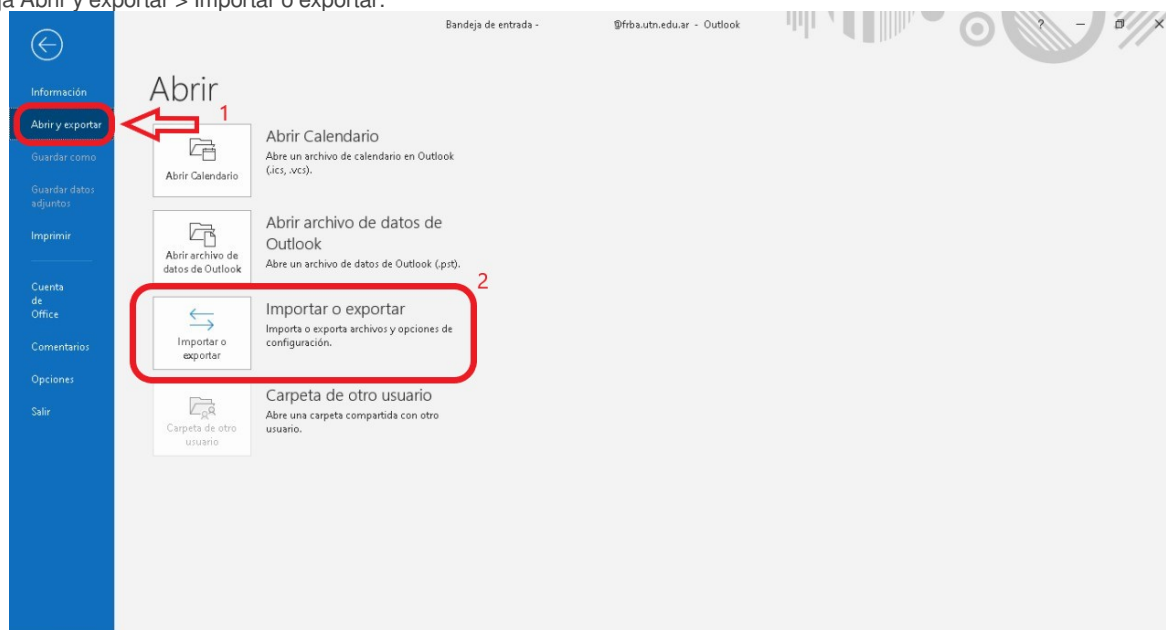 Abrir y exportar > Importar o exportar.
Bandeja de entrada - @frba.utn.edu.ar - Outlook
?
Información
Abrir y exportar
Guardar como
Guardar datos
adjuntos
Imprimir
Cuenta
de
Office
Comentarios
Opciones
Salir
Abrir
1
Abrir Calendario
Abrir Calendario
Abre un archivo de calendario en Outlook
(.ics, .vcs).
Abrir archivo de
datos de Outlook
Abrir archivo de datos de
Outlook
Abre un archivo de datos de Outlook (.pst).
2
Importar o
exportar
Importar o exportar
Importa o exporta archivos y opciones de
configuración.
Carpeta de otro
usuario
Carpeta de otro usuario
Abre una carpeta compartida con otro
usuario.